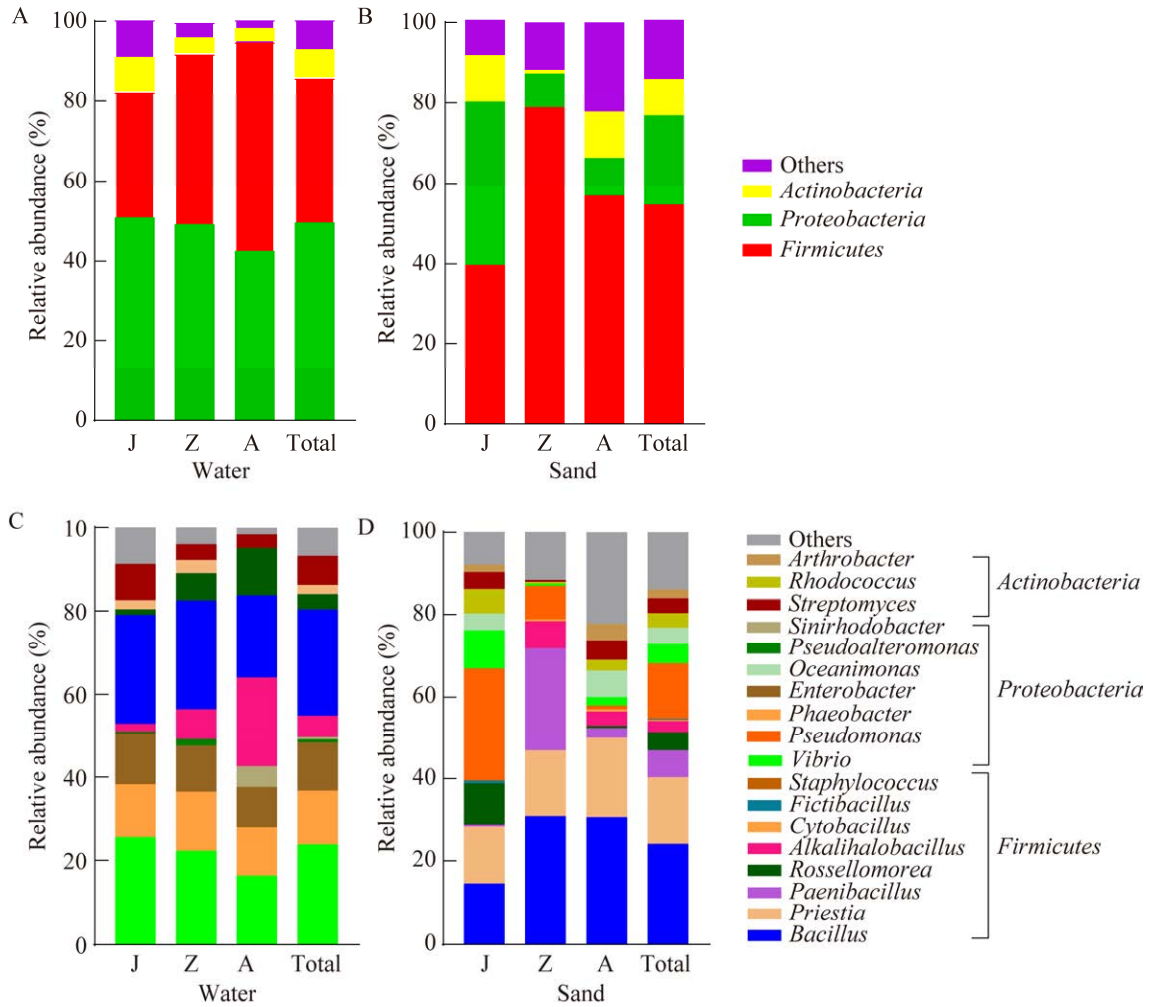 A
Relative abundance (%)
100
80
60
40
20
0
J Z A Total
Water
B
Relative abundance (%)
100
80
60
40
20
0
J Z A Total
Sand
Others
Actinobacteria
Proteobacteria
Firmicutes
C
Relative abundance (%)
10
80
60
40
20
0
J Z A Total
Water
D
Relative abundance (%)
100
80
60
40
20
0
J Z A Total
Sand
Others
Arthrobacter
Rhodococcus
Streptomyces
Actinobacteria
Sinirhodobacter
Pseudoalteromonas
Oceanimonas
Enterobacter
Phaeobacter
Pseudomonas
Vibrio
Proteobacteria
Staphylococcus
Fictibacillus
Cytobacillus
Alkalihalobacillus
Rossellomorea
Paenibacillus
Priestia
Bacillus
Firmicutes